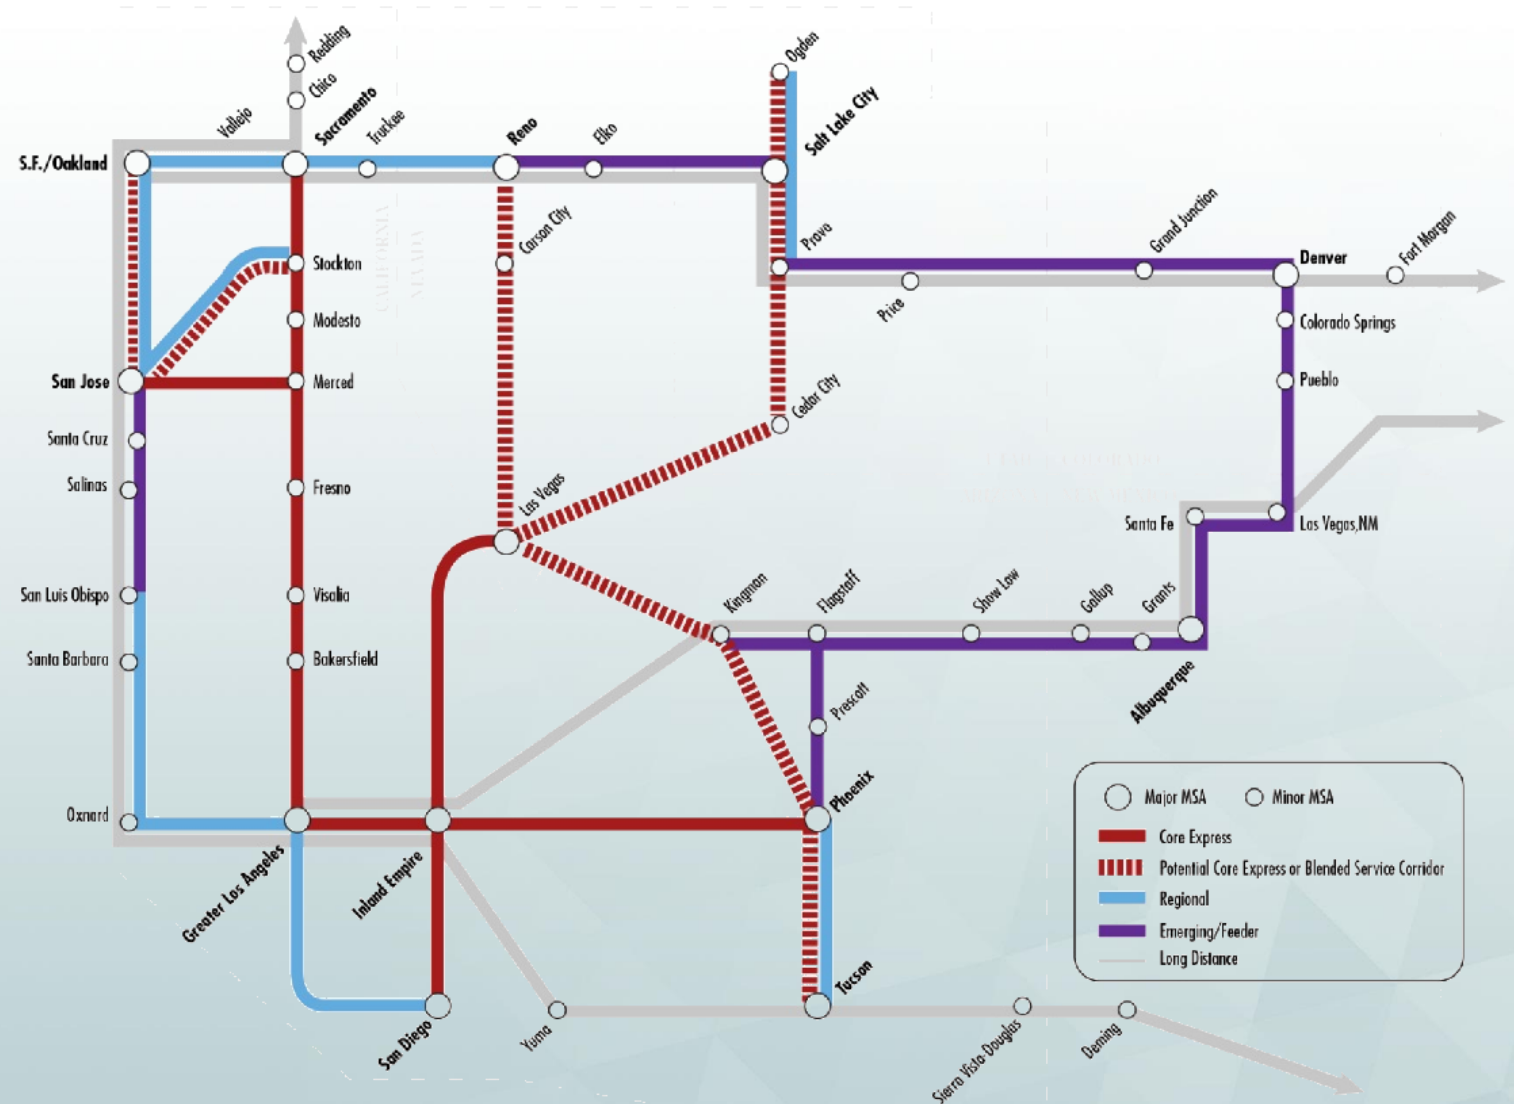 Redding
Chico
Vallejo
Sacramento
Truckee
Reno
Elko
Ogden
Salt Lake City
S.F./Oakland
Carson City
Provo
Grand Junction
Denver
Fort Morgan
CALIFORNIA
NEVADA
Stockton
Price
Modesto
Colorado Springs
San Jose
Merced
Pueblo
Cedar City
Santa Cruz
Salinas
Fresno
Las Vegas
Santa Fe
Las Vegas,NM
San Luis Obispo
Visalia
Kingman
Flagstaff
Show Low
Gallup
Grants
Santa Barbara
Bakersfield
Prescott
Albuquerque
Oxnard
Phoenix
Greater Los Angeles
Inland Empire
Tucson
San Diego
Yuma
Sierra Vista-Douglas
Deming
Major MSA
Minor MSA
Core Express
Potential Core Express or Blended Service Corridor
Regional
Emerging/Feeder
Long Distance